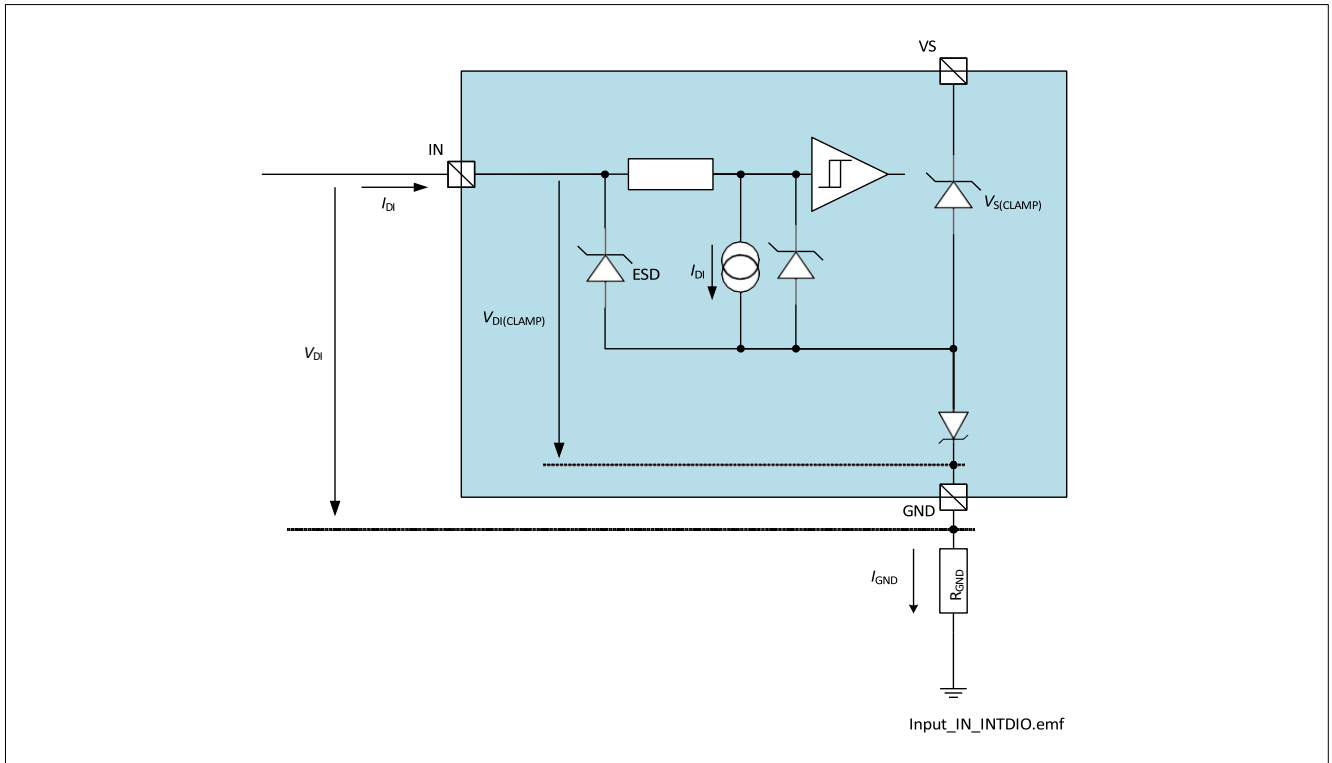 VS
IN
I_DI
V_S(CLAMP)
ESD
I_DI
V_DI(CLAMP)
V_DI
GND
I_GND
R_GND
Input_IN_INTDIO.emf